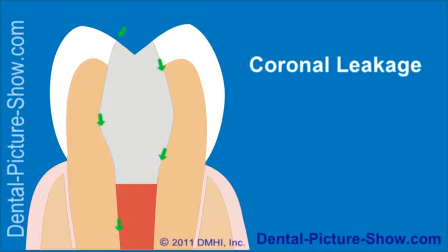 Dental-Picture-Show.com
Coronal Leakage
© 2011 DMHI, Inc.
Dental-Picture-Show.com